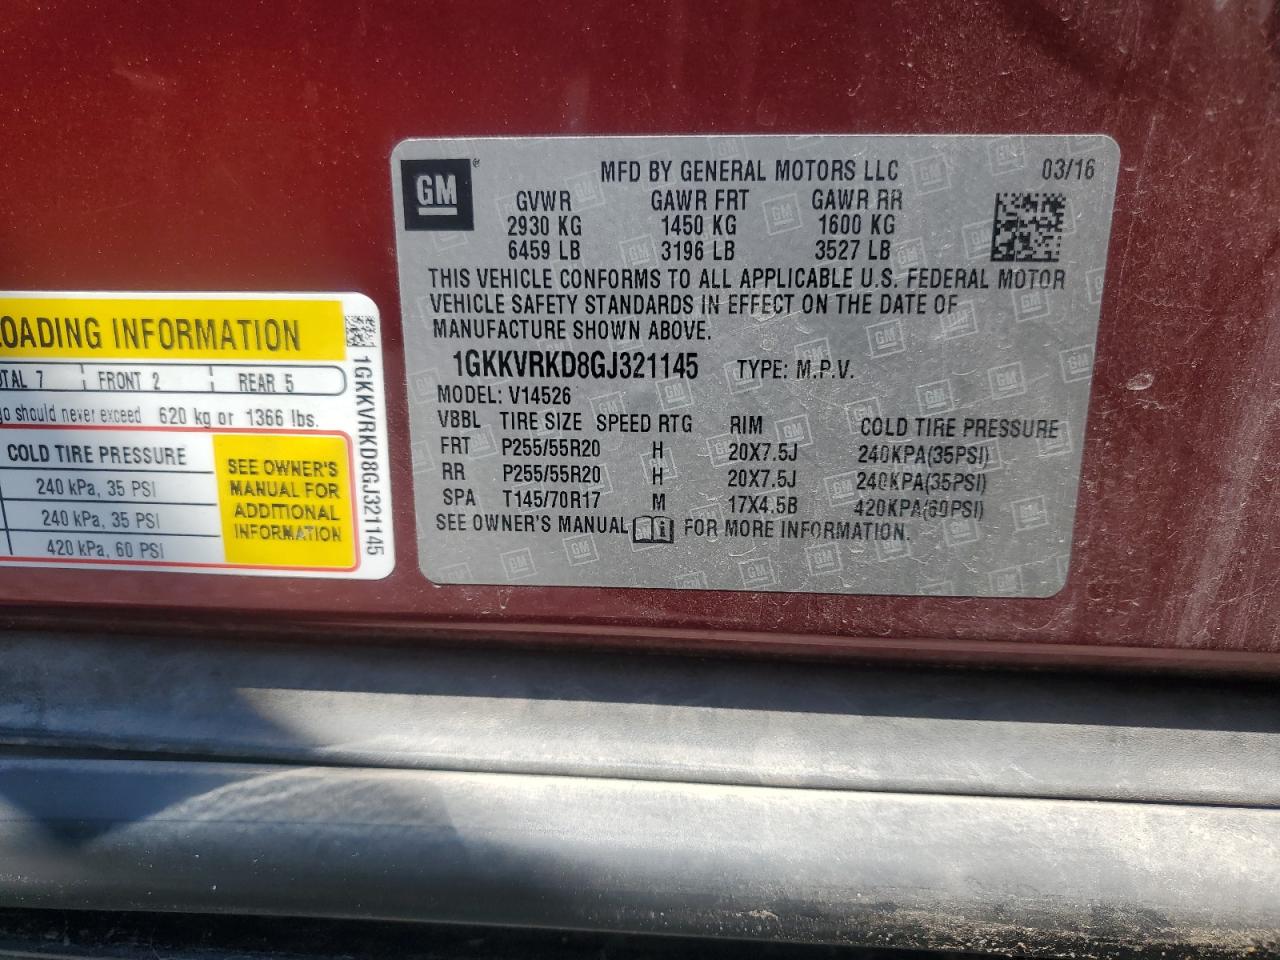 LOADING INFORMATION
TOTAL 7 FRONT 2 REAR 5
should never exceed 620 kg or 1366 lbs.
COLD TIRE PRESSURE
240 kPa, 35 PSI
240 kPa, 35 PSI
420 kPa, 60 PSI
SEE OWNER'S
MANUAL FOR
ADDITIONAL
INFORMATION
1GKKVRKD8GJ321145
GM ®
MFD BY GENERAL MOTORS LLC 03/16
GVWR GAWR FRT GAWR RR
2930 KG 1450 KG 1600 KG
6459 LB 3196 LB 3527 LB
THIS VEHICLE CONFORMS TO ALL APPLICABLE U.S. FEDERAL MOTOR
VEHICLE SAFETY STANDARDS IN EFFECT ON THE DATE OF
MANUFACTURE SHOWN ABOVE.
1GKKVRKD8GJ321145 TYPE: M.P.V.
MODEL: V14526
VBBL TIRE SIZE SPEED RTG RIM COLD TIRE PRESSURE
FRT P255/55R20 H 20X7.5J 240KPA(35PSI)
RR P255/55R20 H 20X7.5J 240KPA(35PSI)
SPA T145/70R17 M 17X4.5B 420KPA(60PSI)
SEE OWNER'S MANUAL FOR MORE INFORMATION.